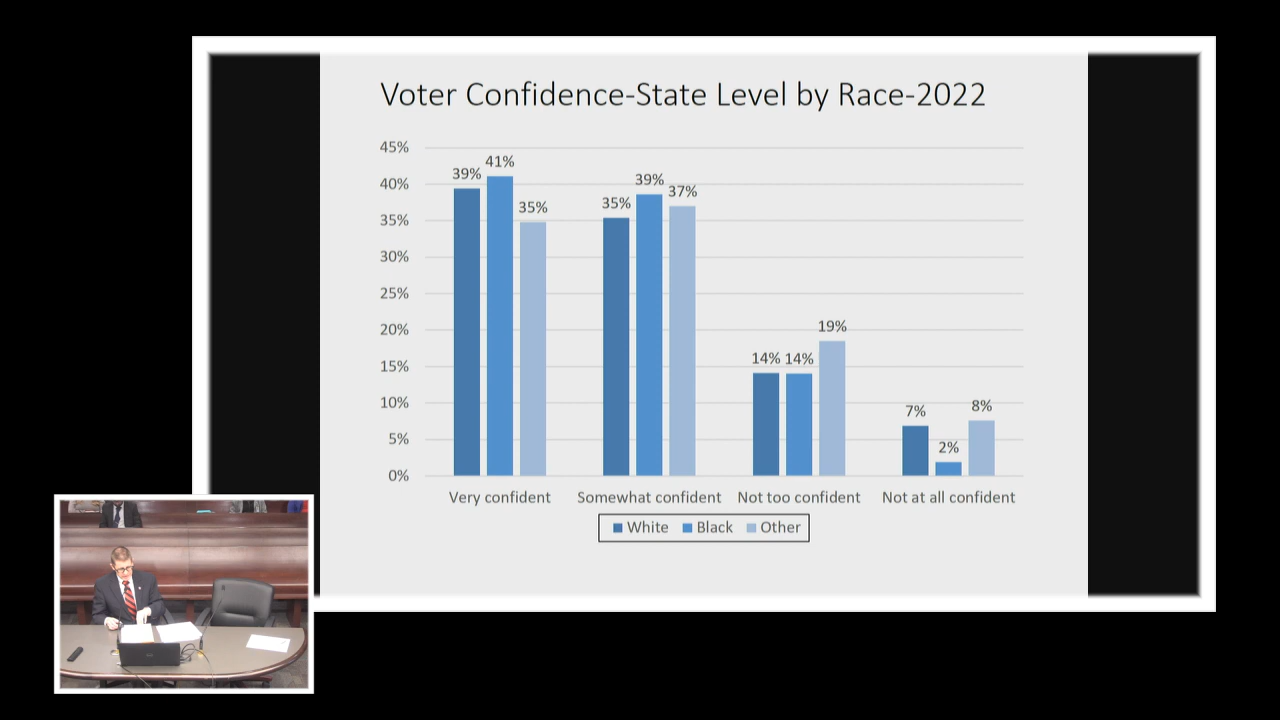 Voter Confidence-State Level by Race-2022
45%
40%
35%
30%
25%
20%
15%
10%
5%
0%
39% 41% 35%
35% 39% 37%
14% 14% 19%
7% 2% 8%
Very confident Somewhat confident Not too confident Not at all confident
White Black Other